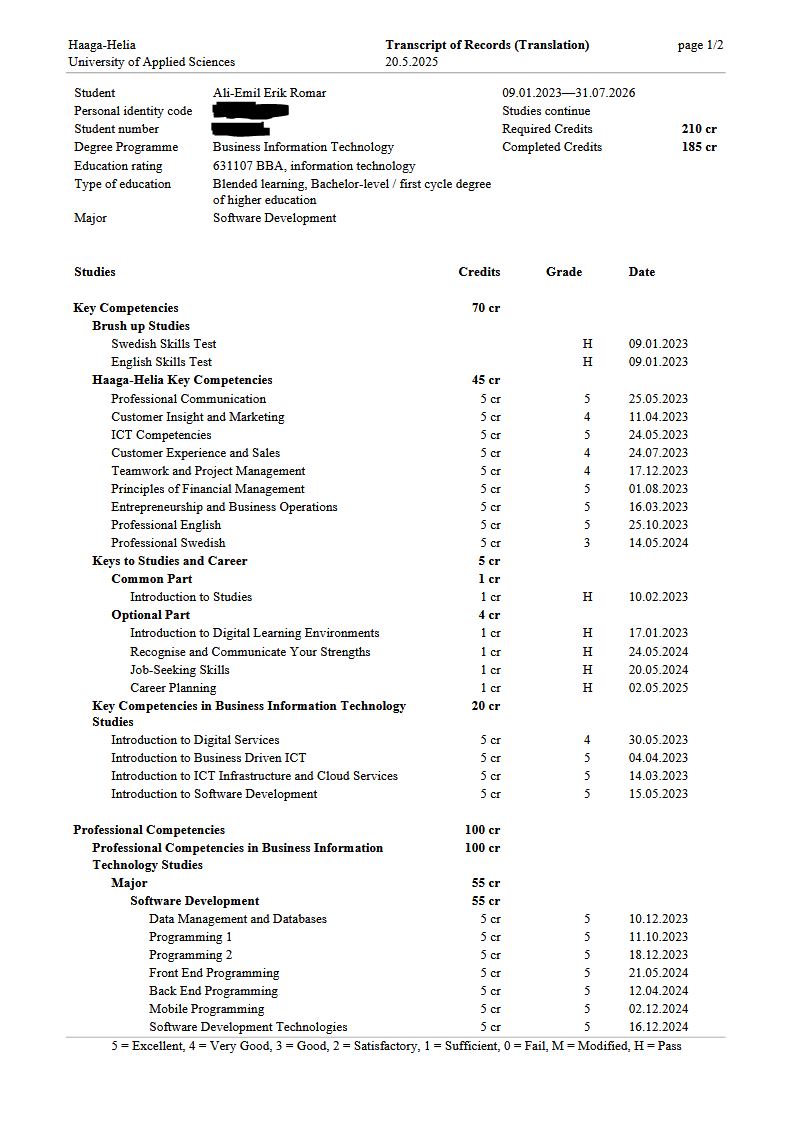 Haaga-Helia Transcript of Records (Translation) page 1/2
University of Applied Sciences 20.5.2025
Student Ali-Emil Erik Romar 09.01.2023—31.07.2026
Personal identity code Studies continue
Student number Required Credits 210 cr
Degree Programme Business Information Technology Completed Credits 185 cr
Education rating 631107 BBA, information technology
Type of education Blended learning, Bachelor-level / first cycle degree
of higher education
Major Software Development
Studies Credits Grade Date
Key Competencies 70 cr
Brush up Studies
Swedish Skills Test H 09.01.2023
English Skills Test H 09.01.2023
Haaga-Helia Key Competencies 45 cr
Professional Communication 5 cr 5 25.05.2023
Customer Insight and Marketing 5 cr 4 11.04.2023
ICT Competencies 5 cr 5 24.05.2023
Customer Experience and Sales 5 cr 4 24.07.2023
Teamwork and Project Management 5 cr 4 17.12.2023
Principles of Financial Management 5 cr 5 01.08.2023
Entrepreneurship and Business Operations 5 cr 5 16.03.2023
Professional English 5 cr 5 25.10.2023
Professional Swedish 5 cr 3 14.05.2024
Keys to Studies and Career 5 cr
Common Part 1 cr
Introduction to Studies 1 cr H 10.02.2023
Optional Part 4 cr
Introduction to Digital Learning Environments 1 cr H 17.01.2023
Recognise and Communicate Your Strengths 1 cr H 24.05.2024
Job-Seeking Skills 1 cr H 20.05.2024
Career Planning 1 cr H 02.05.2025
Key Competencies in Business Information Technology 20 cr
Studies
Introduction to Digital Services 5 cr 4 30.05.2023
Introduction to Business Driven ICT 5 cr 5 04.04.2023
Introduction to ICT Infrastructure and Cloud Services 5 cr 5 14.03.2023
Introduction to Software Development 5 cr 5 15.05.2023
Professional Competencies 100 cr
Professional Competencies in Business Information 100 cr
Technology Studies
Major 55 cr
Software Development 55 cr
Data Management and Databases 5 cr 5 10.12.2023
Programming 1 5 cr 5 11.10.2023
Programming 2 5 cr 5 18.12.2023
Front End Programming 5 cr 5 21.05.2024
Back End Programming 5 cr 5 12.04.2024
Mobile Programming 5 cr 5 02.12.2024
Software Development Technologies 5 cr 5 16.12.2024
5 = Excellent, 4 = Very Good, 3 = Good, 2 = Satisfactory, 1 = Sufficient, 0 = Fail, M = Modified, H = Pass